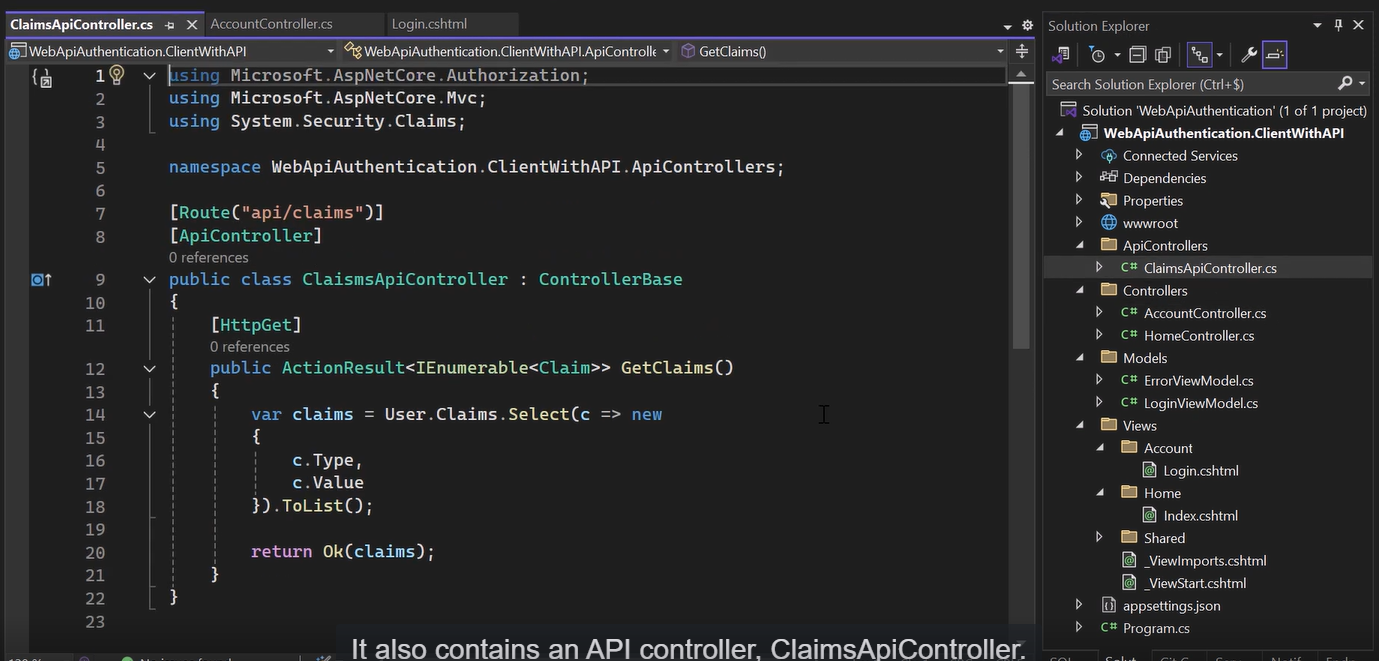 ClaimsApiController.cs
AccountController.cs
Login.cshtml
WebApiAuthentication.ClientWithAPI
WebApiAuthentication.ClientWithAPI.ApiControlle
GetClaims()
1 using Microsoft.AspNetCore.Authorization;
2 using Microsoft.AspNetCore.Mvc;
3 using System.Security.Claims;
4
5 namespace WebApiAuthentication.ClientWithAPI.ApiControllers;
6
7 [Route("api/claims")]
8 [ApiController]
0 references
9 public class ClaismsApiController : ControllerBase
10 {
11 [HttpGet]
0 references
12 public ActionResult<IEnumerable<Claim>> GetClaims()
13 {
14 var claims = User.Claims.Select(c => new
15 {
16 c.Type,
17 c.Value
18 }).ToList();
19
20 return Ok(claims);
21 }
22 }
23
It also contains an API controller, ClaimsApiController.
Solution Explorer
Search Solution Explorer (Ctrl+$)
Solution 'WebApiAuthentication' (1 of 1 project)
WebApiAuthentication.ClientWithAPI
Connected Services
Dependencies
Properties
wwwroot
ApiControllers
C# ClaimsApiController.cs
Controllers
C# AccountController.cs
C# HomeController.cs
Models
C# ErrorViewModel.cs
C# LoginViewModel.cs
Views
Account
Login.cshtml
Home
Index.cshtml
Shared
_ViewImports.cshtml
_ViewStart.cshtml
appsettings.json
C# Program.cs